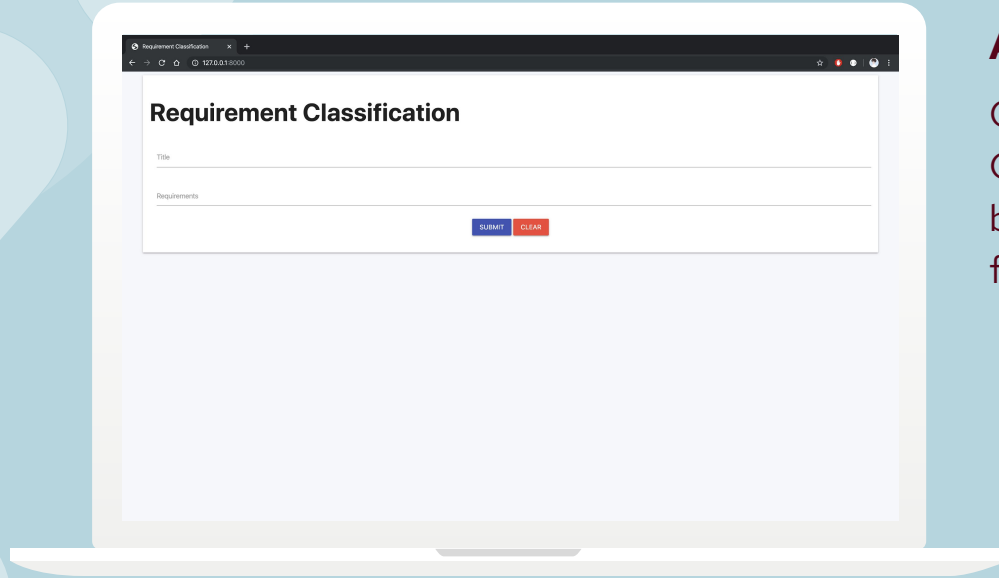 Requirement Classification
127.0.0.1:8000
Requirement Classification
Title
Requirements
SUBMIT CLEAR